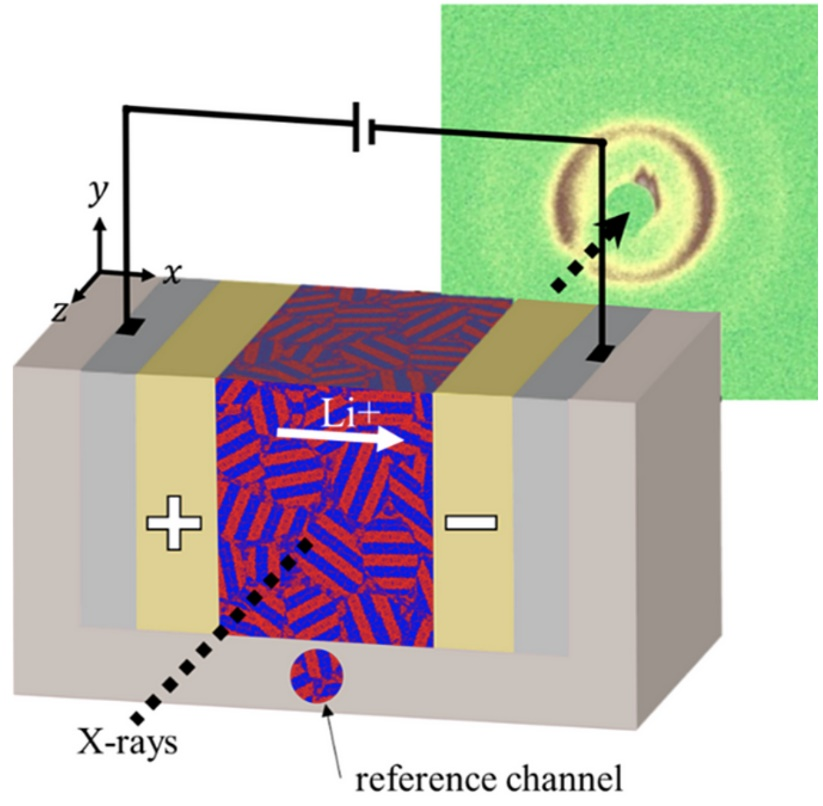 y
x
z
Li+
+
−
X-rays
reference channel